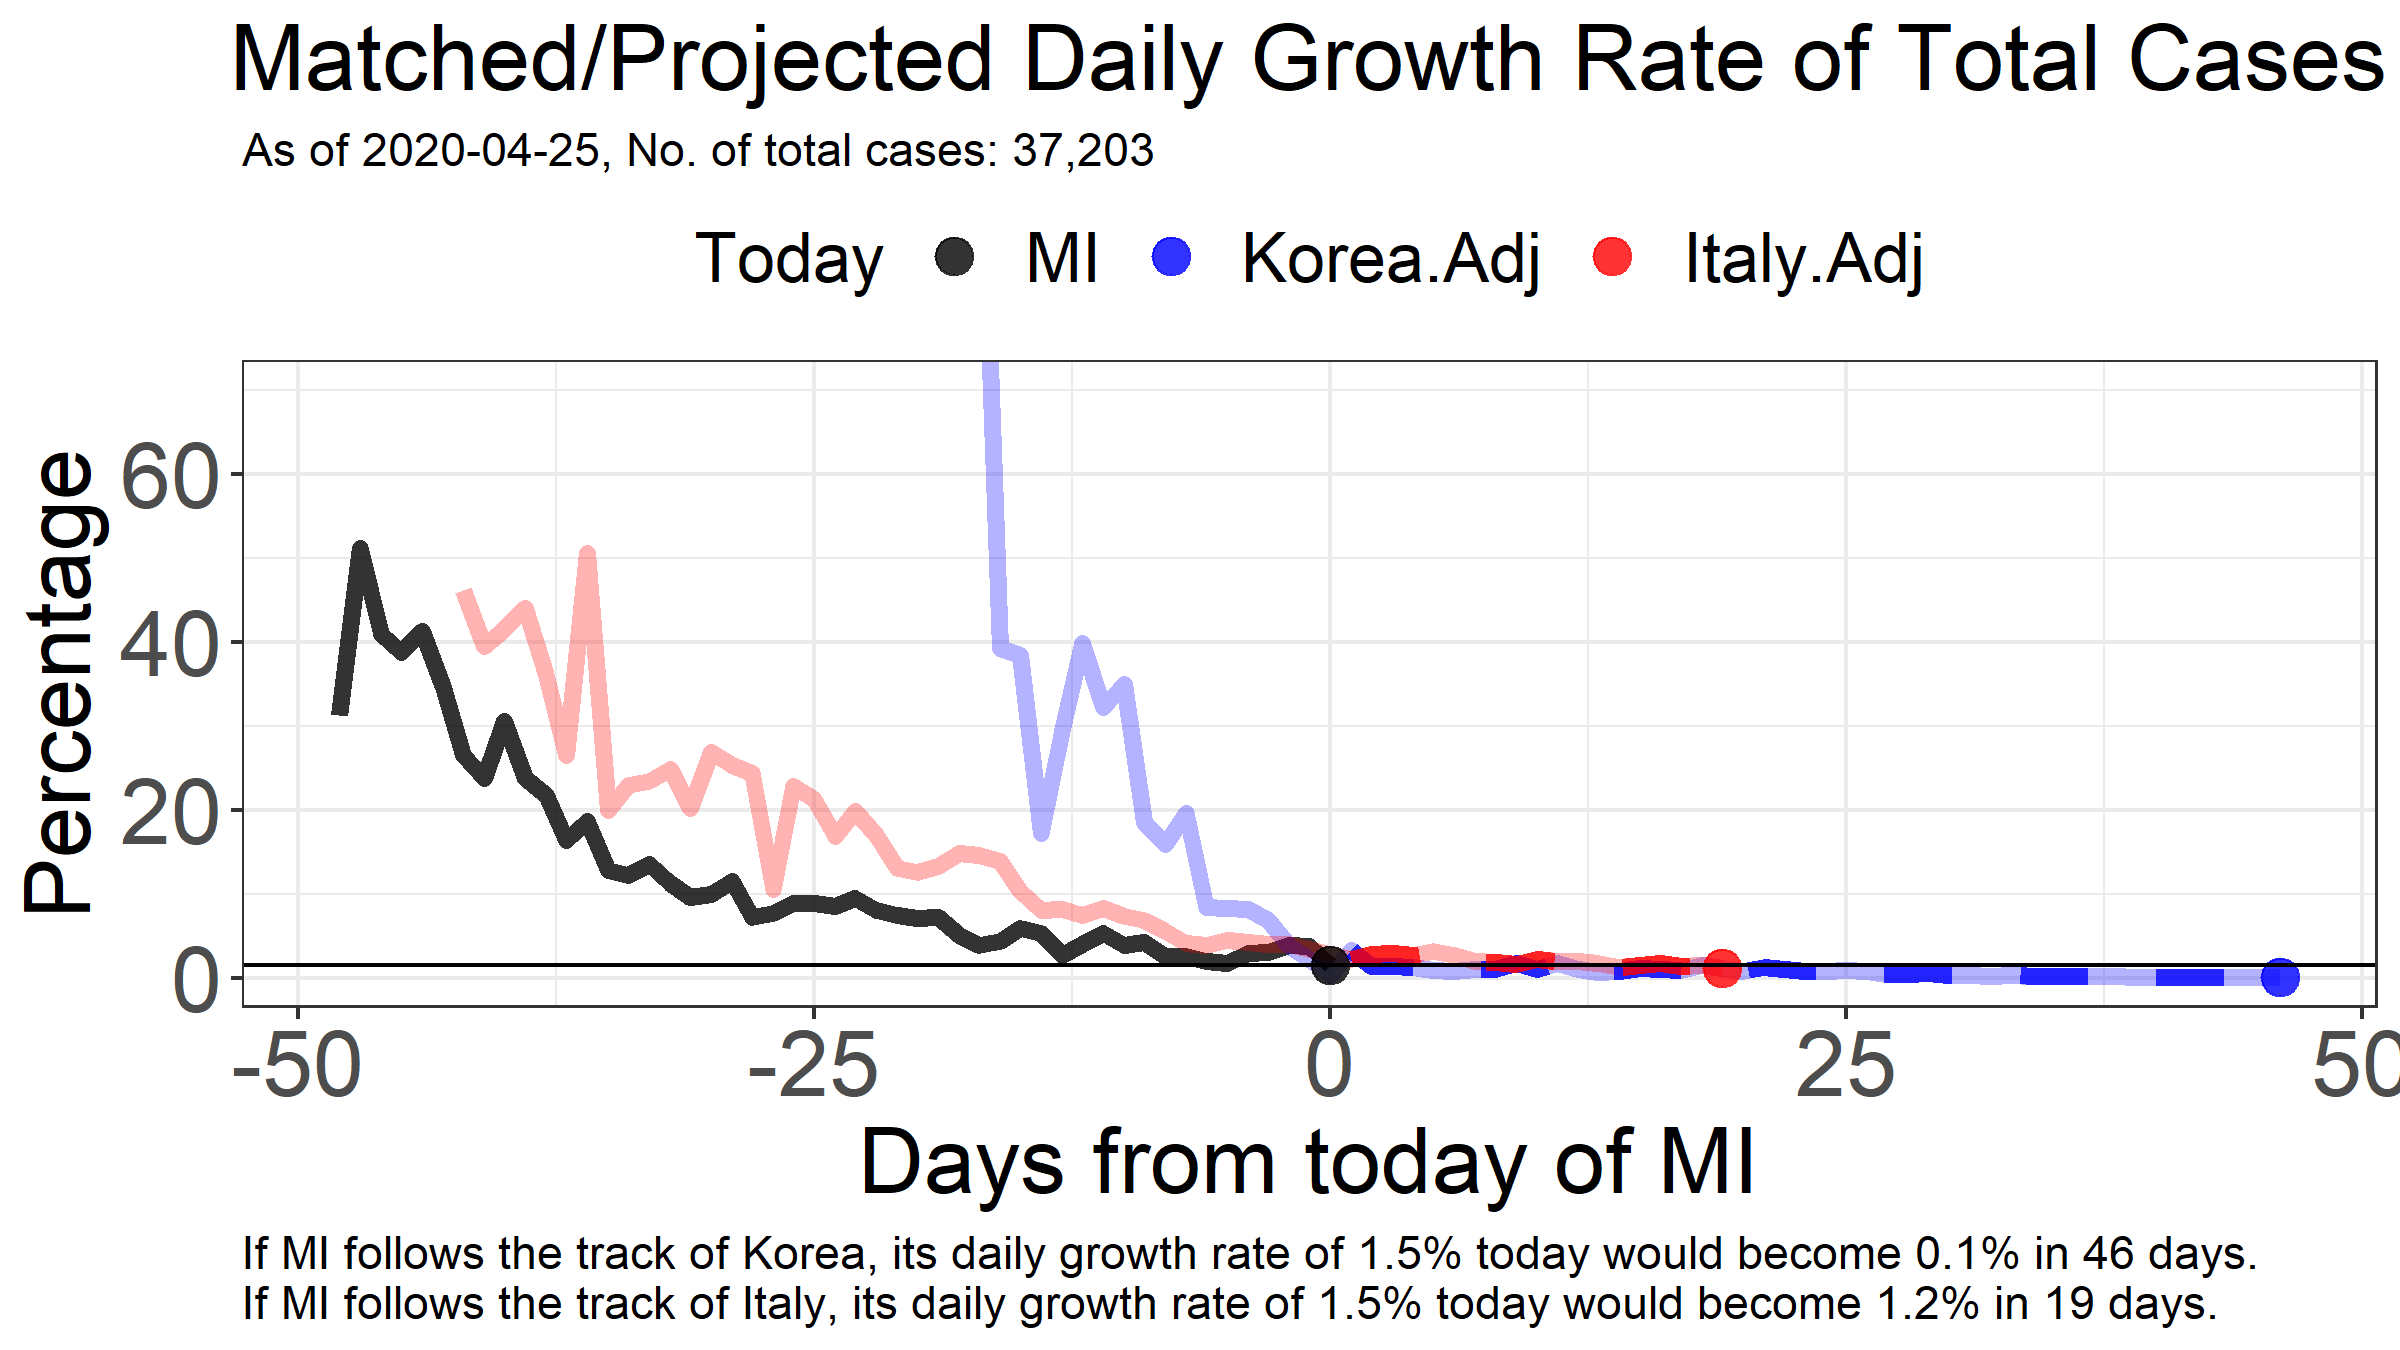 Matched/Projected Daily Growth Rate of Total Cases
As of 2020-04-25, No. of total cases: 37,203
Today MI Korea.Adj Italy.Adj
Percentage
60
40
20
0
-50 -25 0 25 50
Days from today of MI
If MI follows the track of Korea, its daily growth rate of 1.5% today would become 0.1% in 46 days.
If MI follows the track of Italy, its daily growth rate of 1.5% today would become 1.2% in 19 days.